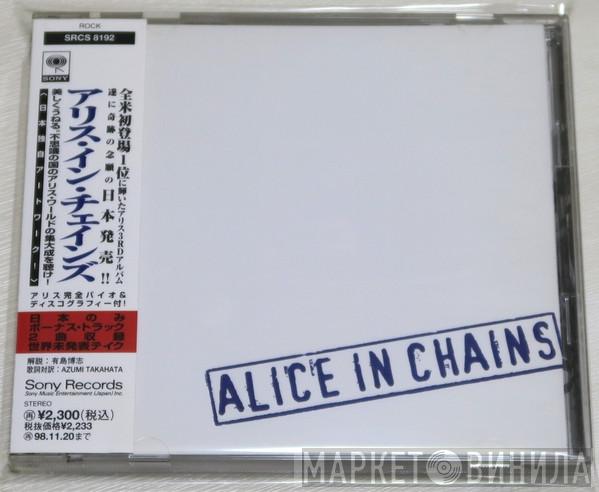 ROCK
SRCS 8192
SONY
アリス・イン・チェインズ
全米初登場1位に輝いたアリス3RDアルバム
遂に奇跡の念願の日本発売!!
美しくうねる、不思議の国のアリス・ワールドの集大成を聴け!
〈日本独自アートワーク!〉
アリス完全バイオ&
ディスコグラフィー付!
日本のみ
ボーナス・トラック
2曲収録
世界未発表テイク
解説:有島博志
歌詞対訳:AZUMI TAKAHATA
Sony Records
Sony Music Entertainment (Japan) Inc.
STEREO
再¥2,300(税込)
税抜価格¥2,233
再98.11.20まで
ALICE IN CHAINS
МАРКЕТ ВИНИЛА